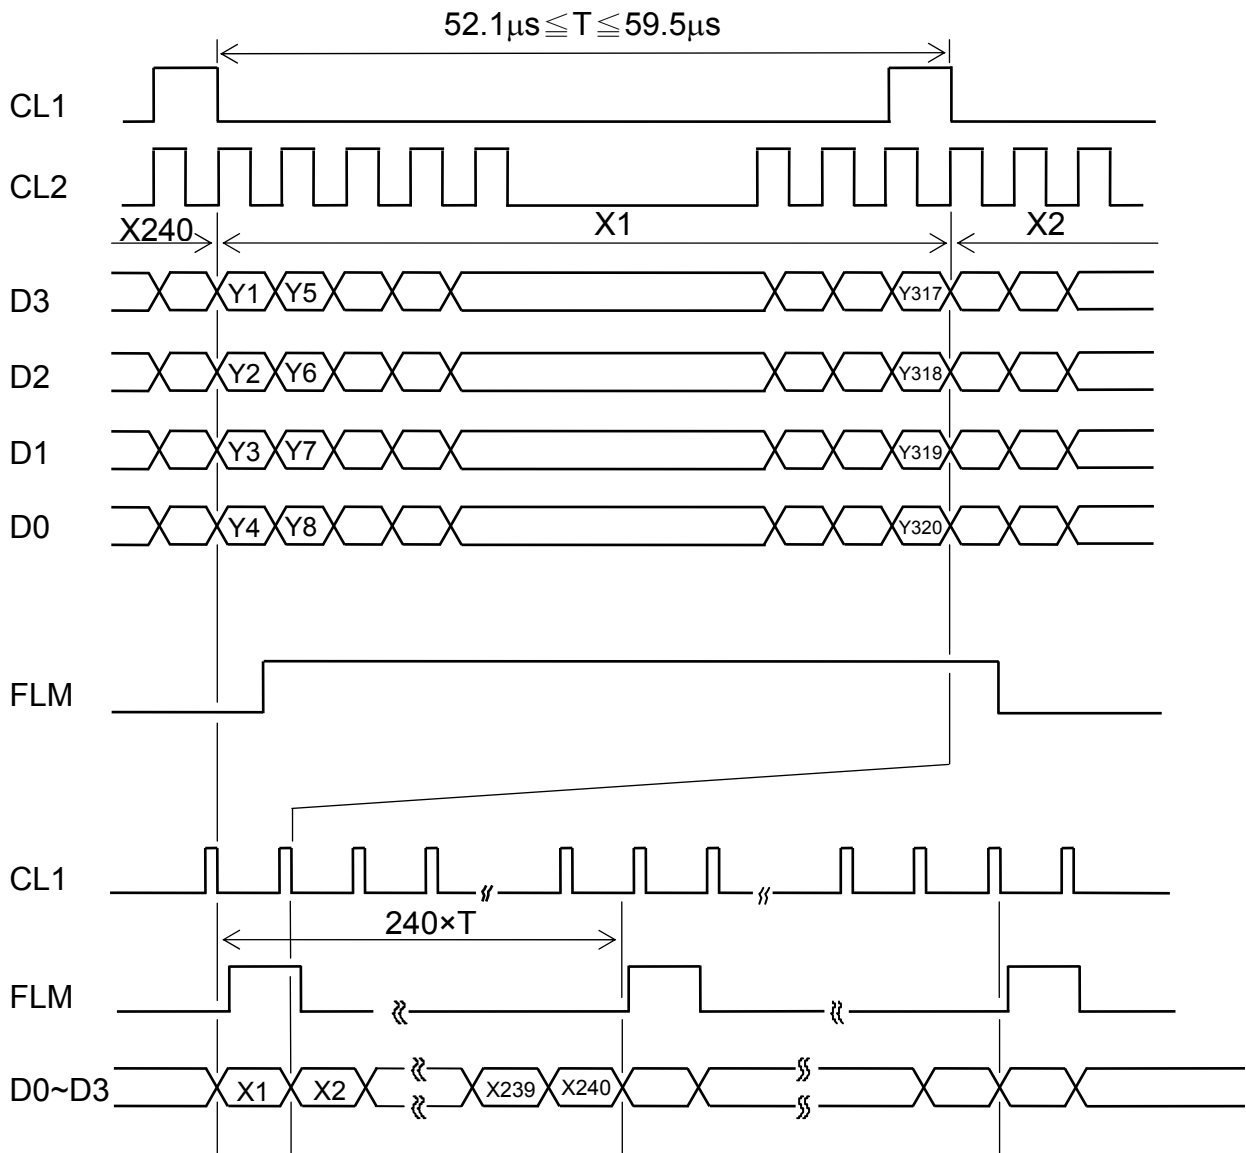 52.1μs≦T≦59.5μs
CL1
CL2
X240 X1 X2
D3 Y1 Y5 Y317
D2 Y2 Y6 Y318
D1 Y3 Y7 Y319
D0 Y4 Y8 Y320
FLM
CL1
240×T
FLM
D0~D3 X1 X2 X239 X240